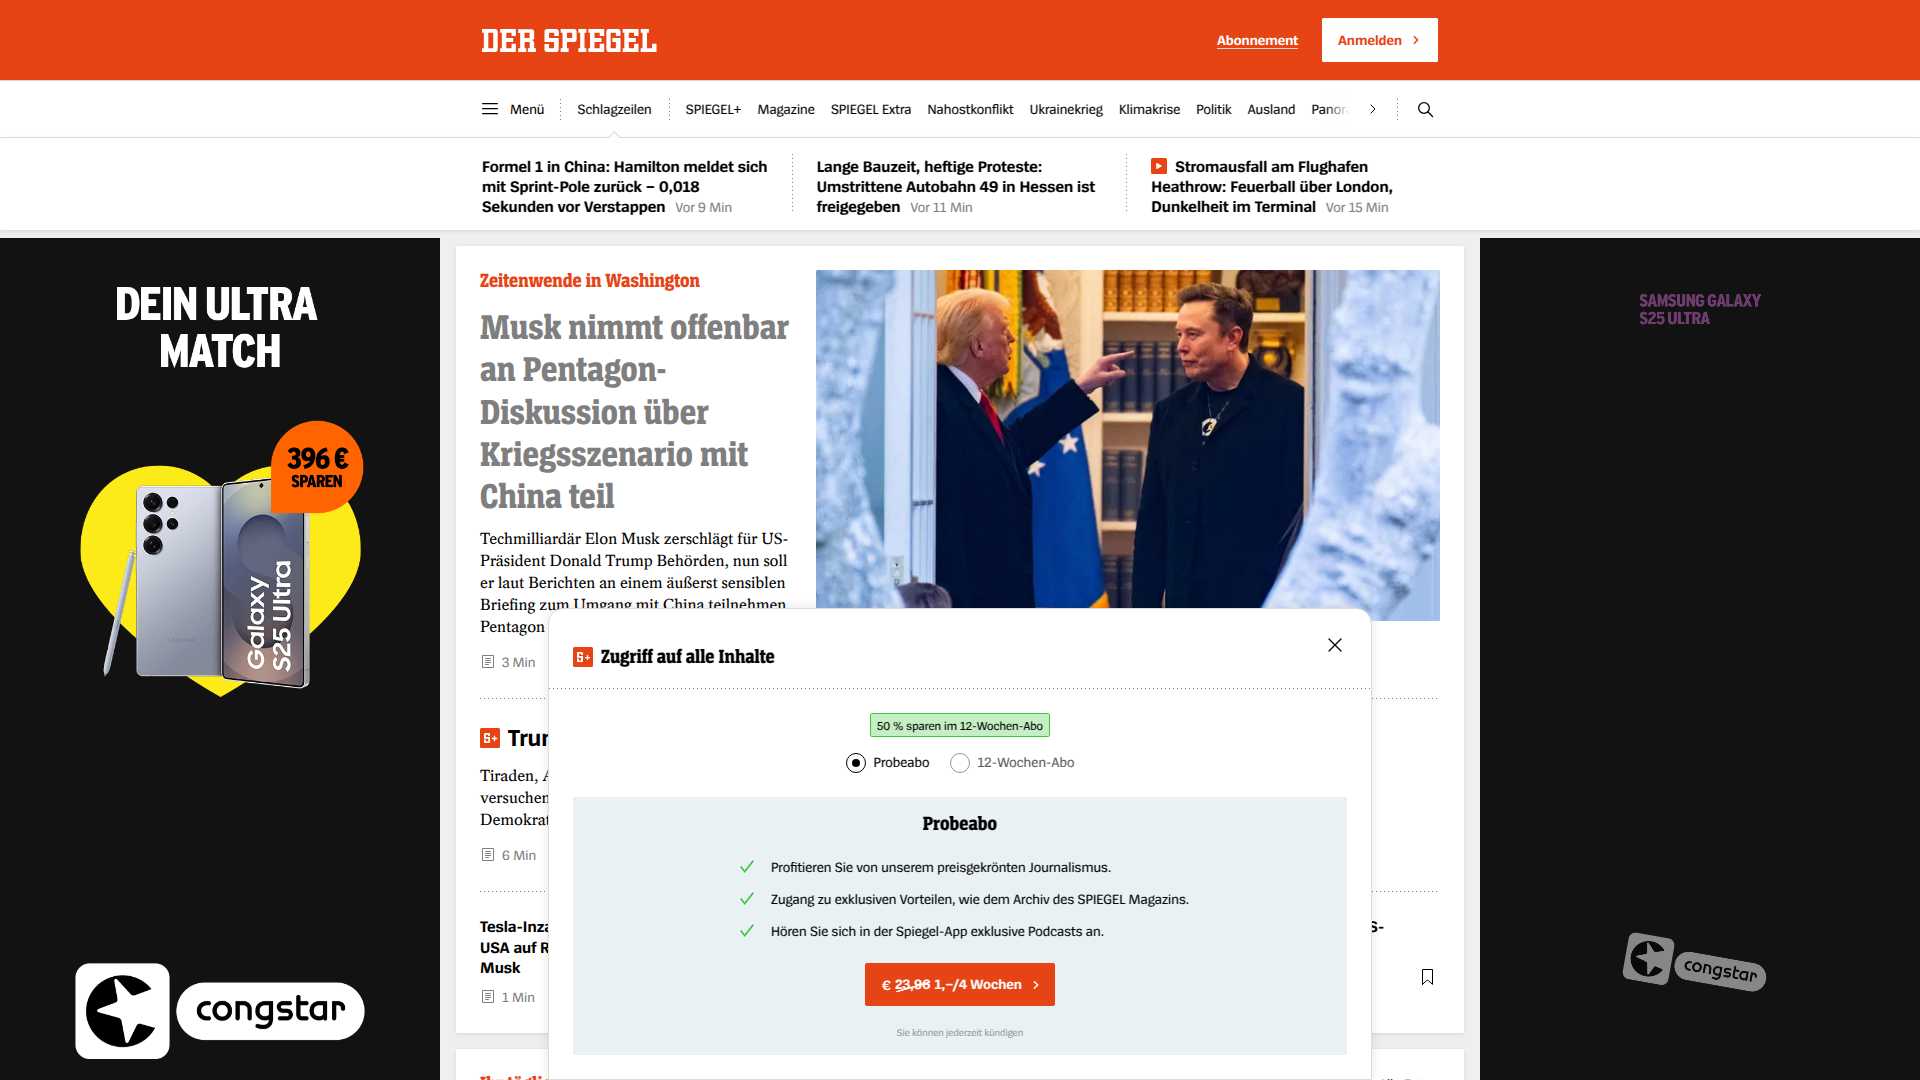 DER SPIEGEL
Abonnement
Anmelden
Menü
Schlagzeilen
SPIEGEL+
Magazine
SPIEGEL Extra
Nahostkonflikt
Ukrainekrieg
Klimakrise
Politik
Ausland
Formel 1 in China: Hamilton meldet sich
mit Sprint-Pole zurück – 0,018
Sekunden vor Verstappen Vor 9 Min
Lange Bauzeit, heftige Proteste:
Umstrittene Autobahn 49 in Hessen ist
freigegeben Vor 11 Min
Stromausfall am Flughafen
Heathrow: Feuerball über London,
Dunkelheit im Terminal Vor 15 Min
DEIN ULTRA
MATCH
396 €
SPAREN
Galaxy
S25 Ultra
congstar
Zeitenwende in Washington
Musk nimmt offenbar
an Pentagon-
Diskussion über
Kriegsszenario mit
China teil
Techmilliardär Elon Musk zerschlägt für US-
Präsident Donald Trump Behörden, nun soll
er laut Berichten an einem äußerst sensiblen
Briefing zum Umgang mit China teilnehmen
Pentagon
3 Min
Tiraden,
versuchen
6 Min
USA auf
Musk
1 Min
Zugriff auf alle Inhalte
50 % sparen im 12-Wochen-Abo
Probeabo
12-Wochen-Abo
Probeabo
Profitieren Sie von unserem preisgekrönten Journalismus.
Zugang zu exklusiven Vorteilen, wie dem Archiv des SPIEGEL Magazins.
Hören Sie sich in der Spiegel-App exklusive Podcasts an.
€ 23,96 1,–/4 Wochen
Sie können jederzeit kündigen
SAMSUNG GALAXY
S25 ULTRA
congstar